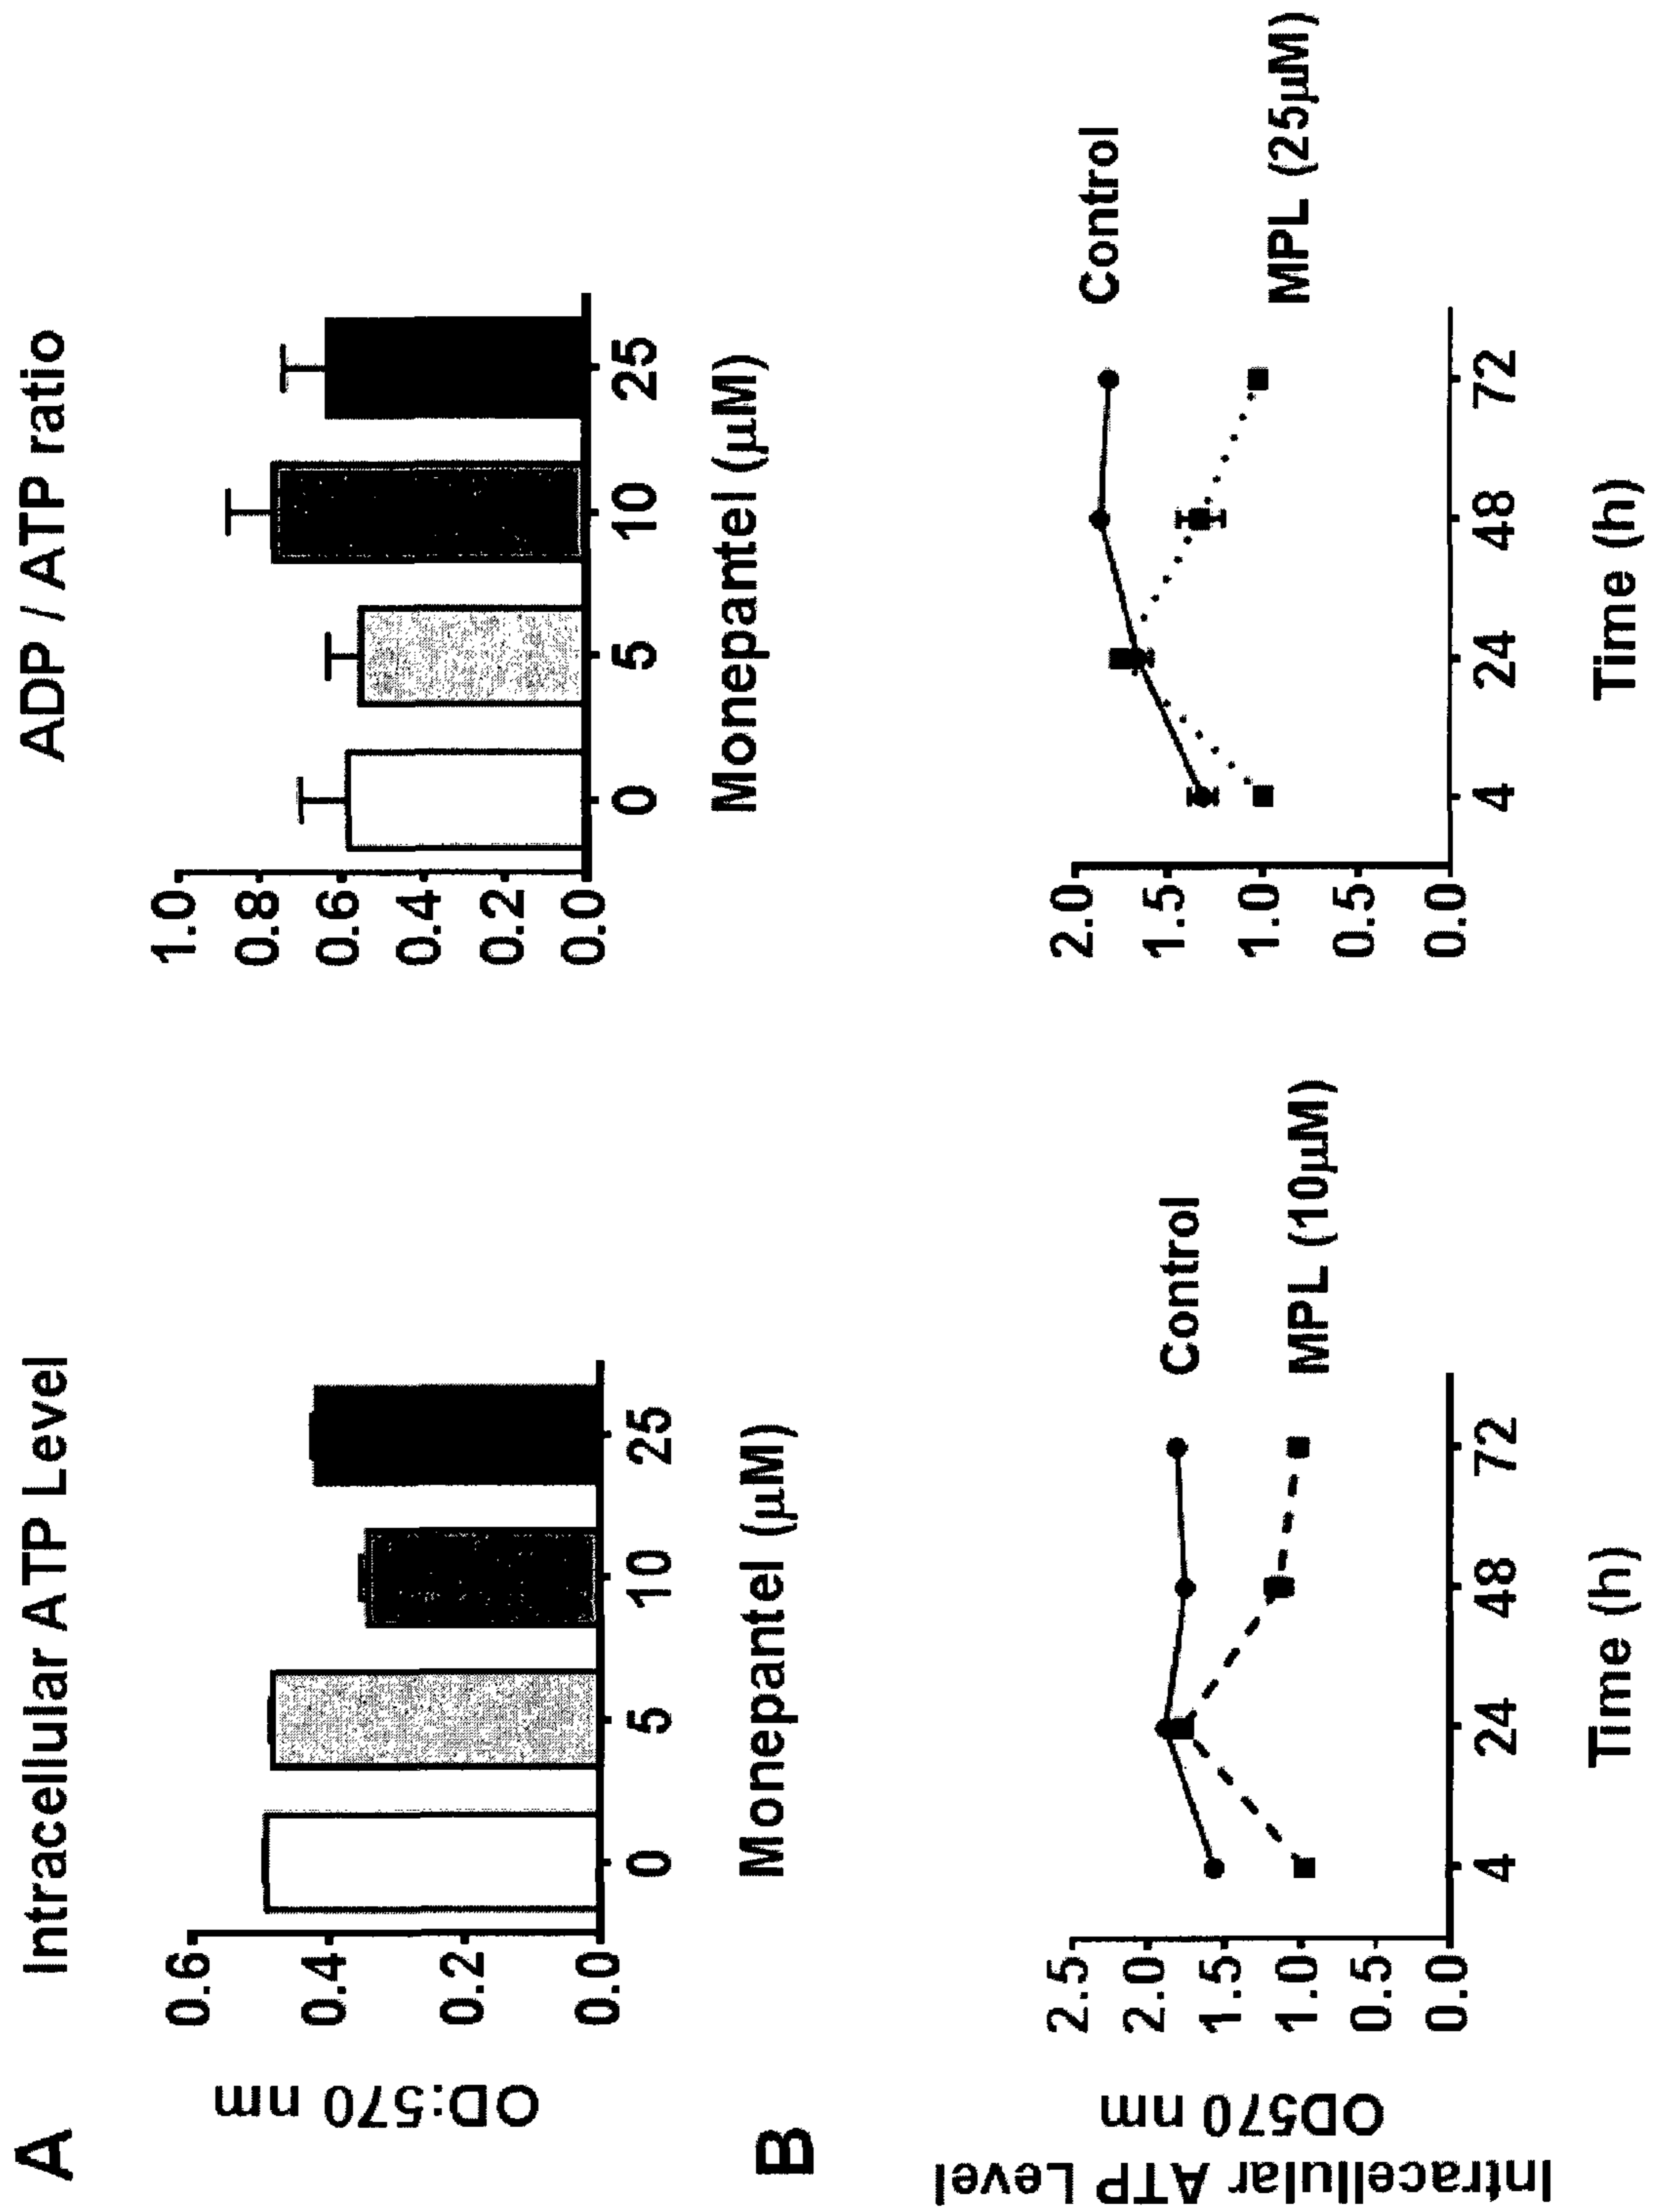 A
Intracellular ATP Level
OD:570 nm
0.6
0.4
0.2
0.0
0 5 10 25
Monepantel (µM)
ADP / ATP ratio
1.0
0.8
0.6
0.4
0.2
0.0
0 5 10 25
Monepantel (µM)
B
Intracellular ATP Level
OD570 nm
2.5
2.0
1.5
1.0
0.5
0.0
Control
MPL (10µM)
4 24 48 72
Time (h)
2.0
1.5
1.0
0.5
0.0
Control
MPL (25µM)
4 24 48 72
Time (h)